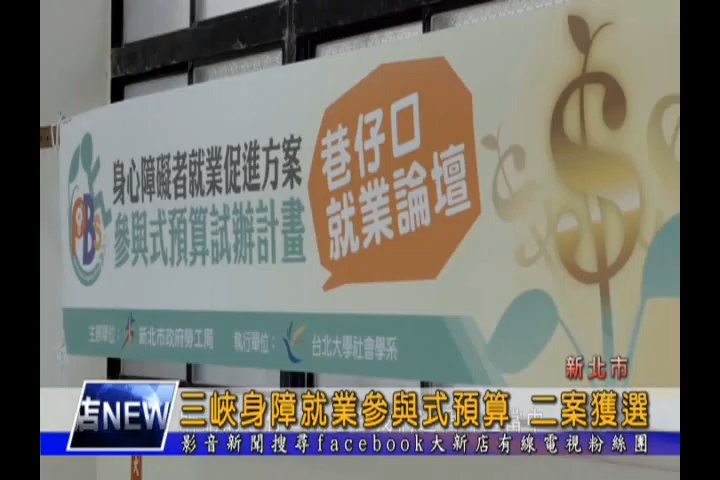 身心障礙者就業促進方案
參與式預算試辦計畫
巷仔口
就業論壇
PBs
主辦單位： 新北市政府勞工局 執行單位： 台北大學社會學系
新北市
店NEW
三峽身障就業參與式預算 二案獲選
影音新聞搜尋facebook大新店有線電視粉絲團